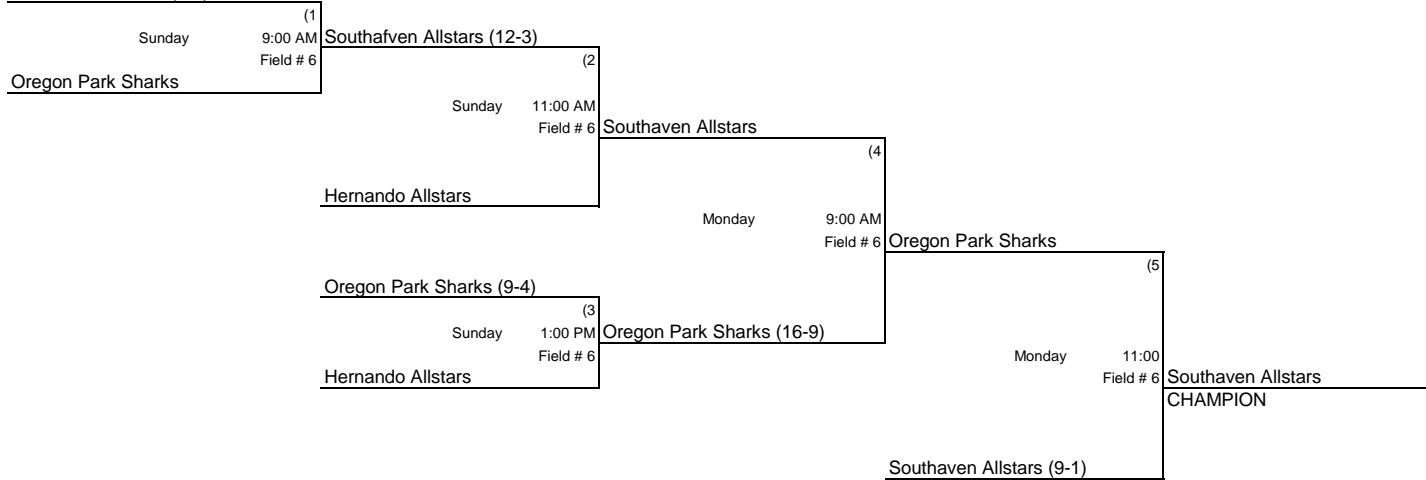 (1
Sunday 9:00 AM Southafven Allstars (12-3)
Field # 6
(2
Oregon Park Sharks
Sunday 11:00 AM
Field # 6 Southaven Allstars
(4
Hernando Allstars
Monday 9:00 AM
Field # 6 Oregon Park Sharks
(5
Oregon Park Sharks (9-4)
(3
Sunday 1:00 PM Oregon Park Sharks (16-9)
Field # 6
Monday 11:00
Hernando Allstars
Field # 6 Southaven Allstars
CHAMPION
Southaven Allstars (9-1)